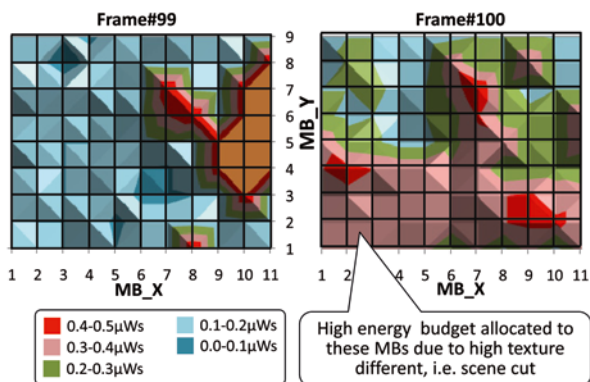 Frame#99
Frame#100
9
8
7
6
5
4
3
2
1
MB_Y
1 2 3 4 5 6 7 8 9 10 11
1 2 3 4 5 6 7 8 9 10 11
MB_X
MB_X
0.4-0.5µWs
0.1-0.2µWs
0.3-0.4µWs
0.0-0.1µWs
0.2-0.3µWs
High energy budget allocated to
these MBs due to high texture
different, i.e. scene cut